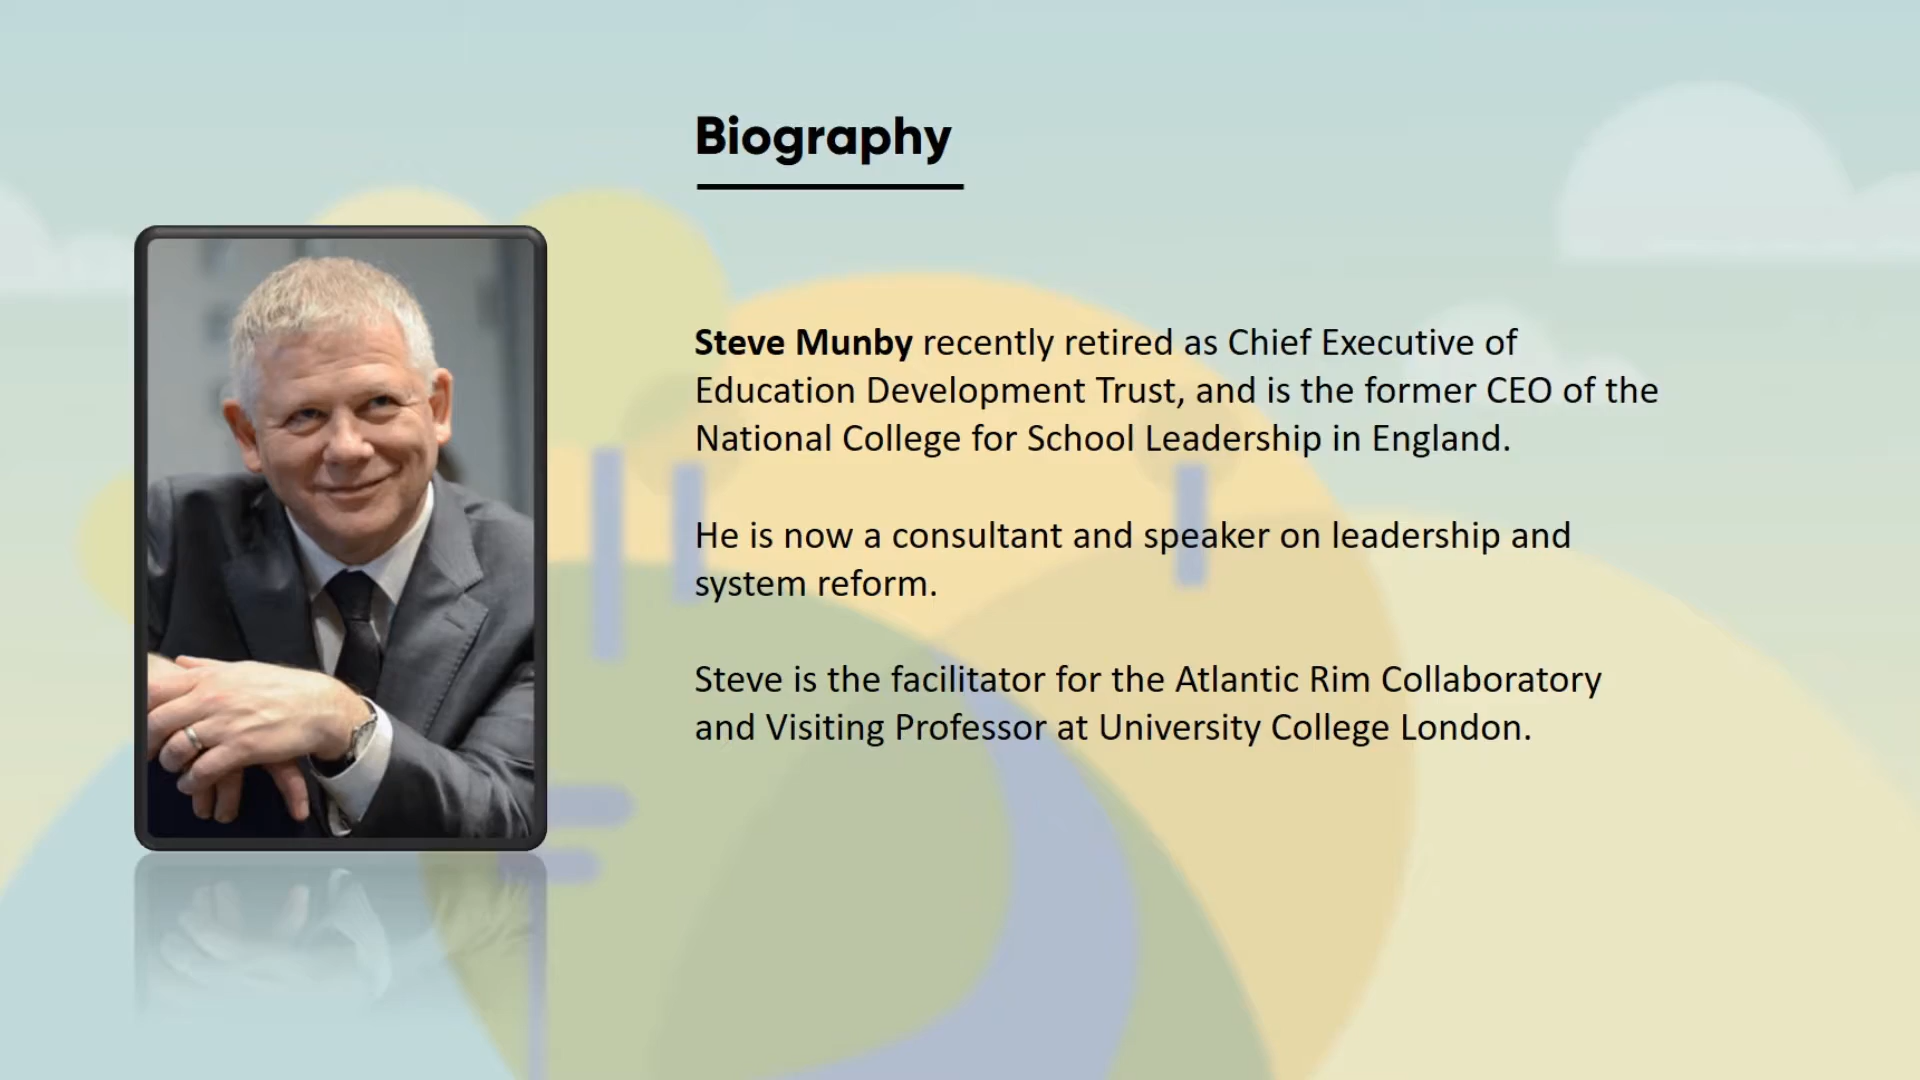 Biography
Steve Munby recently retired as Chief Executive of
Education Development Trust, and is the former CEO of the
National College for School Leadership in England.
He is now a consultant and speaker on leadership and
system reform.
Steve is the facilitator for the Atlantic Rim Collaboratory
and Visiting Professor at University College London.